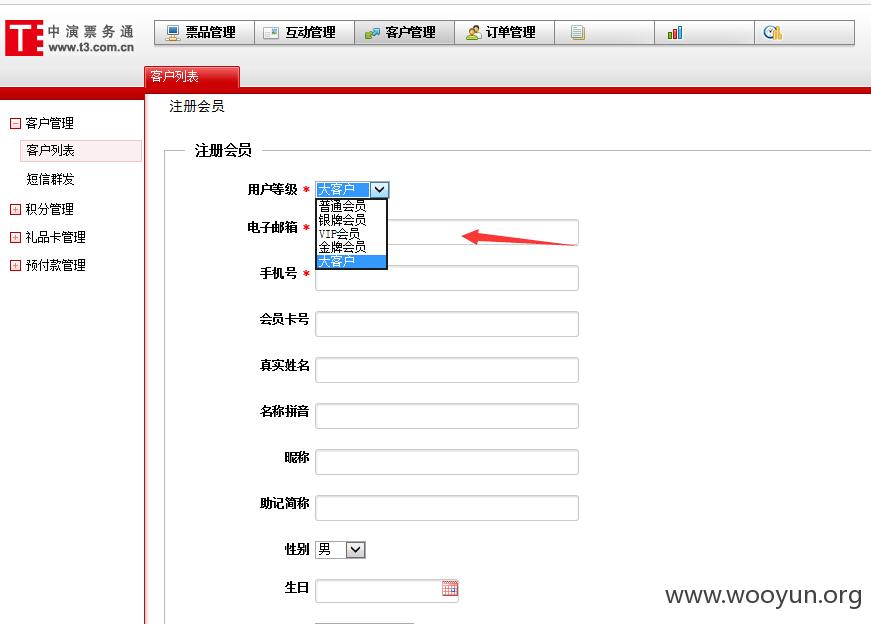 中演票务通
www.t3.com.cn
票品管理 互动管理 客户管理 订单管理
客户列表
客户管理
客户列表
短信群发
积分管理
礼品卡管理
预付款管理
注册会员
注册会员
用户等级 * 大客户
普通会员
银牌会员
VIP会员
金牌会员
大客户
电子邮箱 *
手机号 *
会员卡号
真实姓名
名称拼音
昵称
助记简称
性别 男
生日
www.wooyun.org